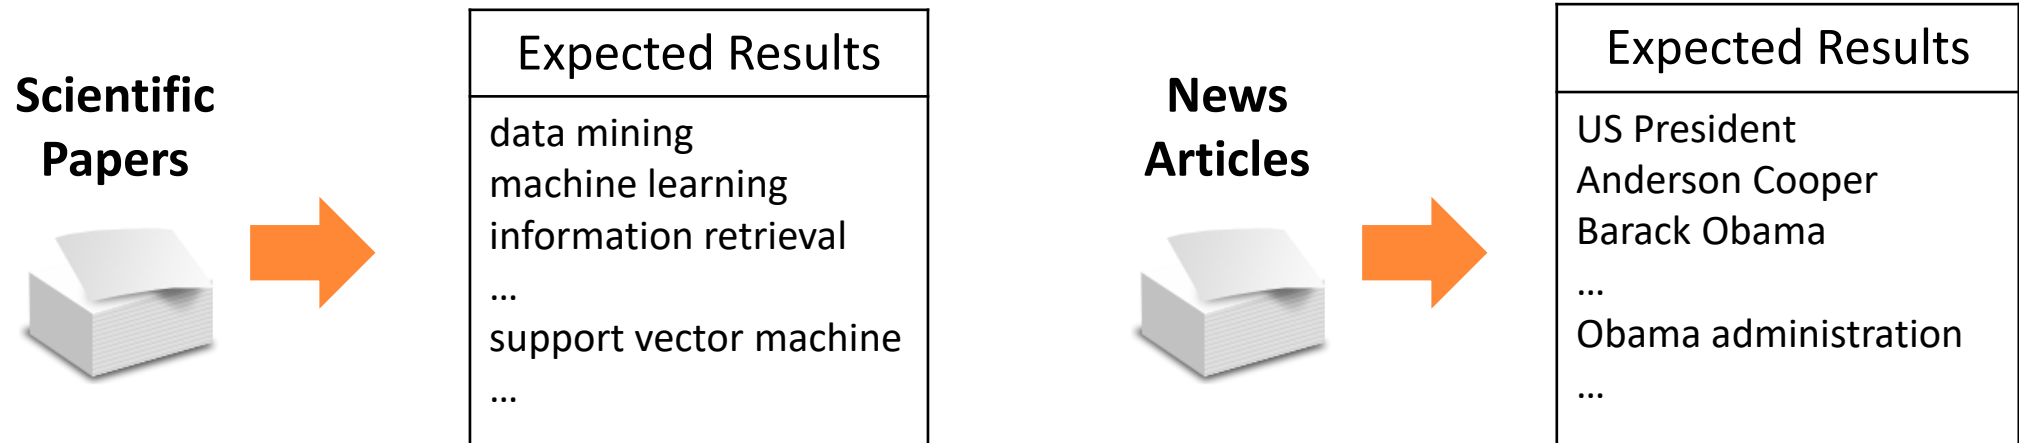 Scientific
Papers
Expected Results
data mining
machine learning
information retrieval
...
support vector machine
...
News
Articles
Expected Results
US President
Anderson Cooper
Barack Obama
...
Obama administration
...